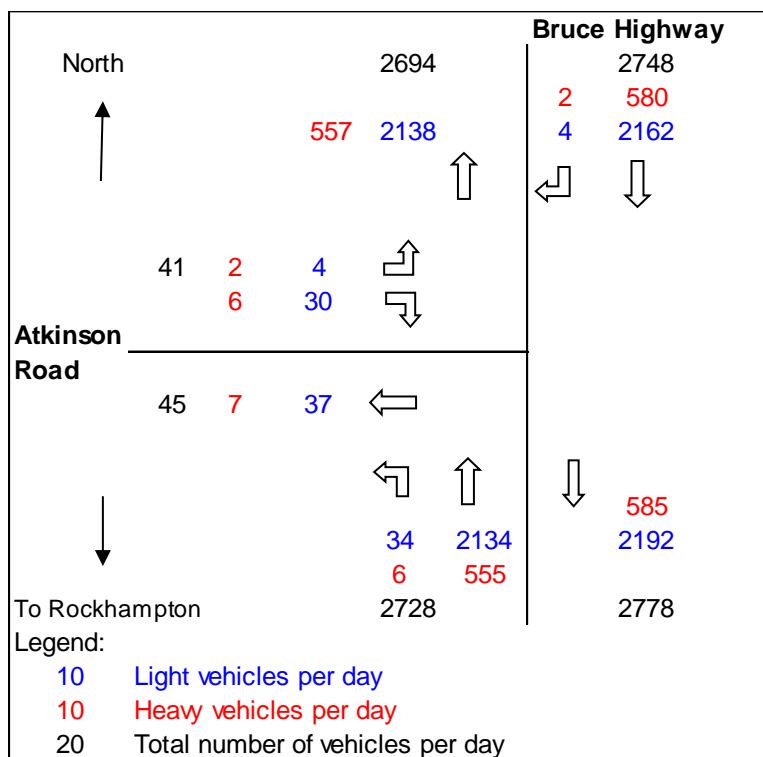 Bruce Highway
North 2694 2748
2 580
557 2138 4 2162
41 2 4
6 30
Atkinson
Road
45 7 37
585
34 2134 2192
6 555
To Rockhampton 2728 2778
Legend:
10 Light vehicles per day
10 Heavy vehicles per day
20 Total number of vehicles per day